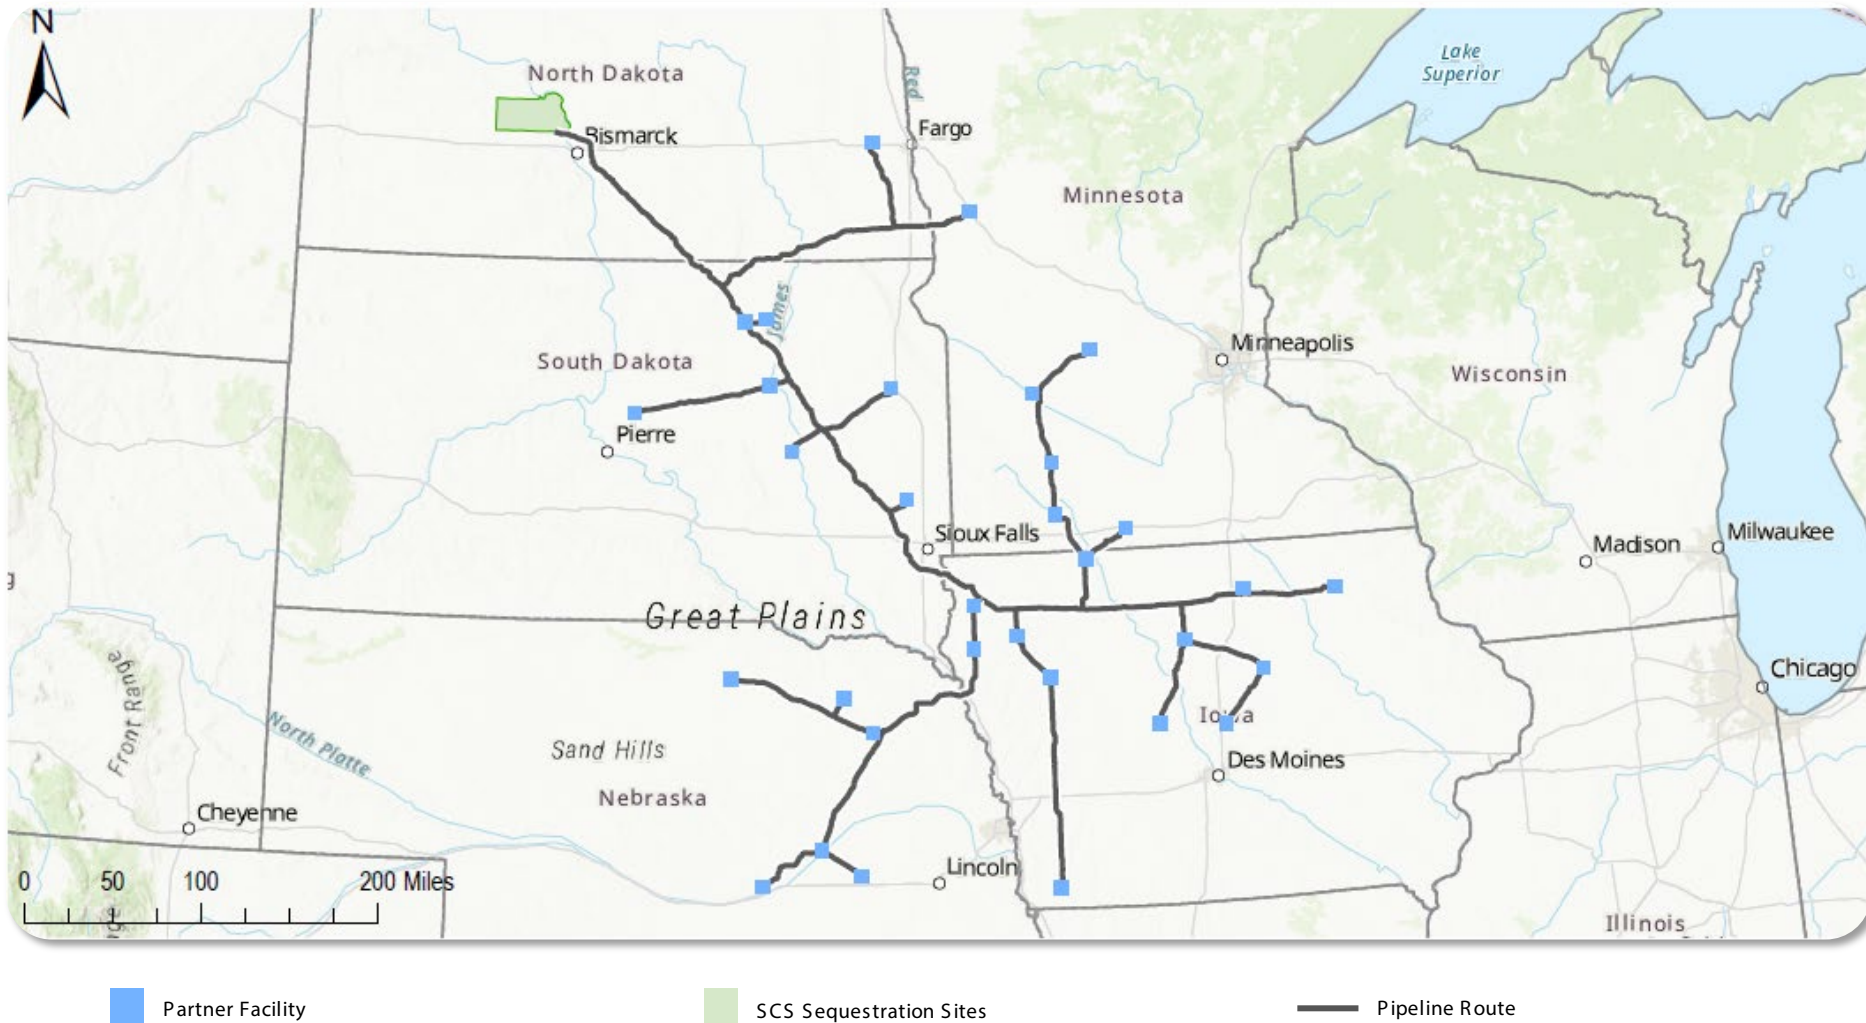 N
North Dakota
Lake
Superior
Red
Bismarck
Fargo
Minnesota
James
Minneapolis
South Dakota
Wisconsin
Pierre
Sioux Falls
Madison
Milwaukee
g
Great Plains
Front Range
Chicago
North Platte
Iowa
Sand Hills
Des Moines
Nebraska
Cheyenne
Lincoln
0 50 100 200 Miles
Illinois
Partner Facility
SCS Sequestration Sites
Pipeline Route